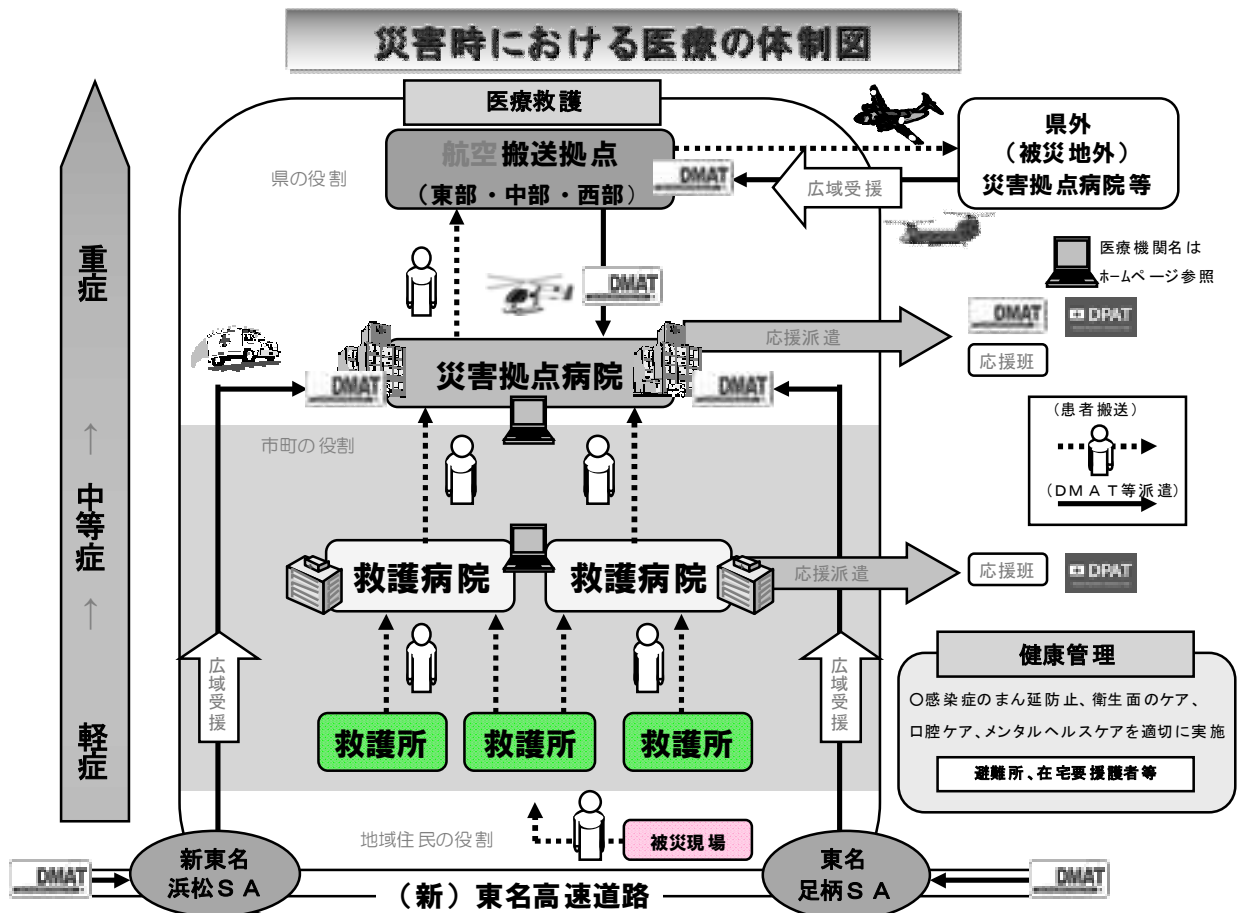 災害時における医療の体制図
医療救護
航空搬送拠点
(東部・中部・西部)
県の役割
DMAT
広域受援
県外
(被災地外)
災害拠点病院等
医療機関名は
ホームページ参照
重症
DMAT
応援派遣
DMAT
DPAT
応援班
災害拠点病院
DMAT
DMAT
(患者搬送)
(DMAT等派遣)
↑
市町の役割
中等症
救護病院
救護病院
応援派遣
応援班
DPAT
↑
広域受援
広域受援
健康管理
〇感染症のまん延防止、衛生面のケア、
口腔ケア、メンタルヘルスケアを適切に実施
避難所、在宅要援護者等
軽症
救護所
救護所
救護所
地域住民の役割
被災現場
DMAT
新東名
浜松SA
(新)東名高速道路
東名
足柄SA
DMAT